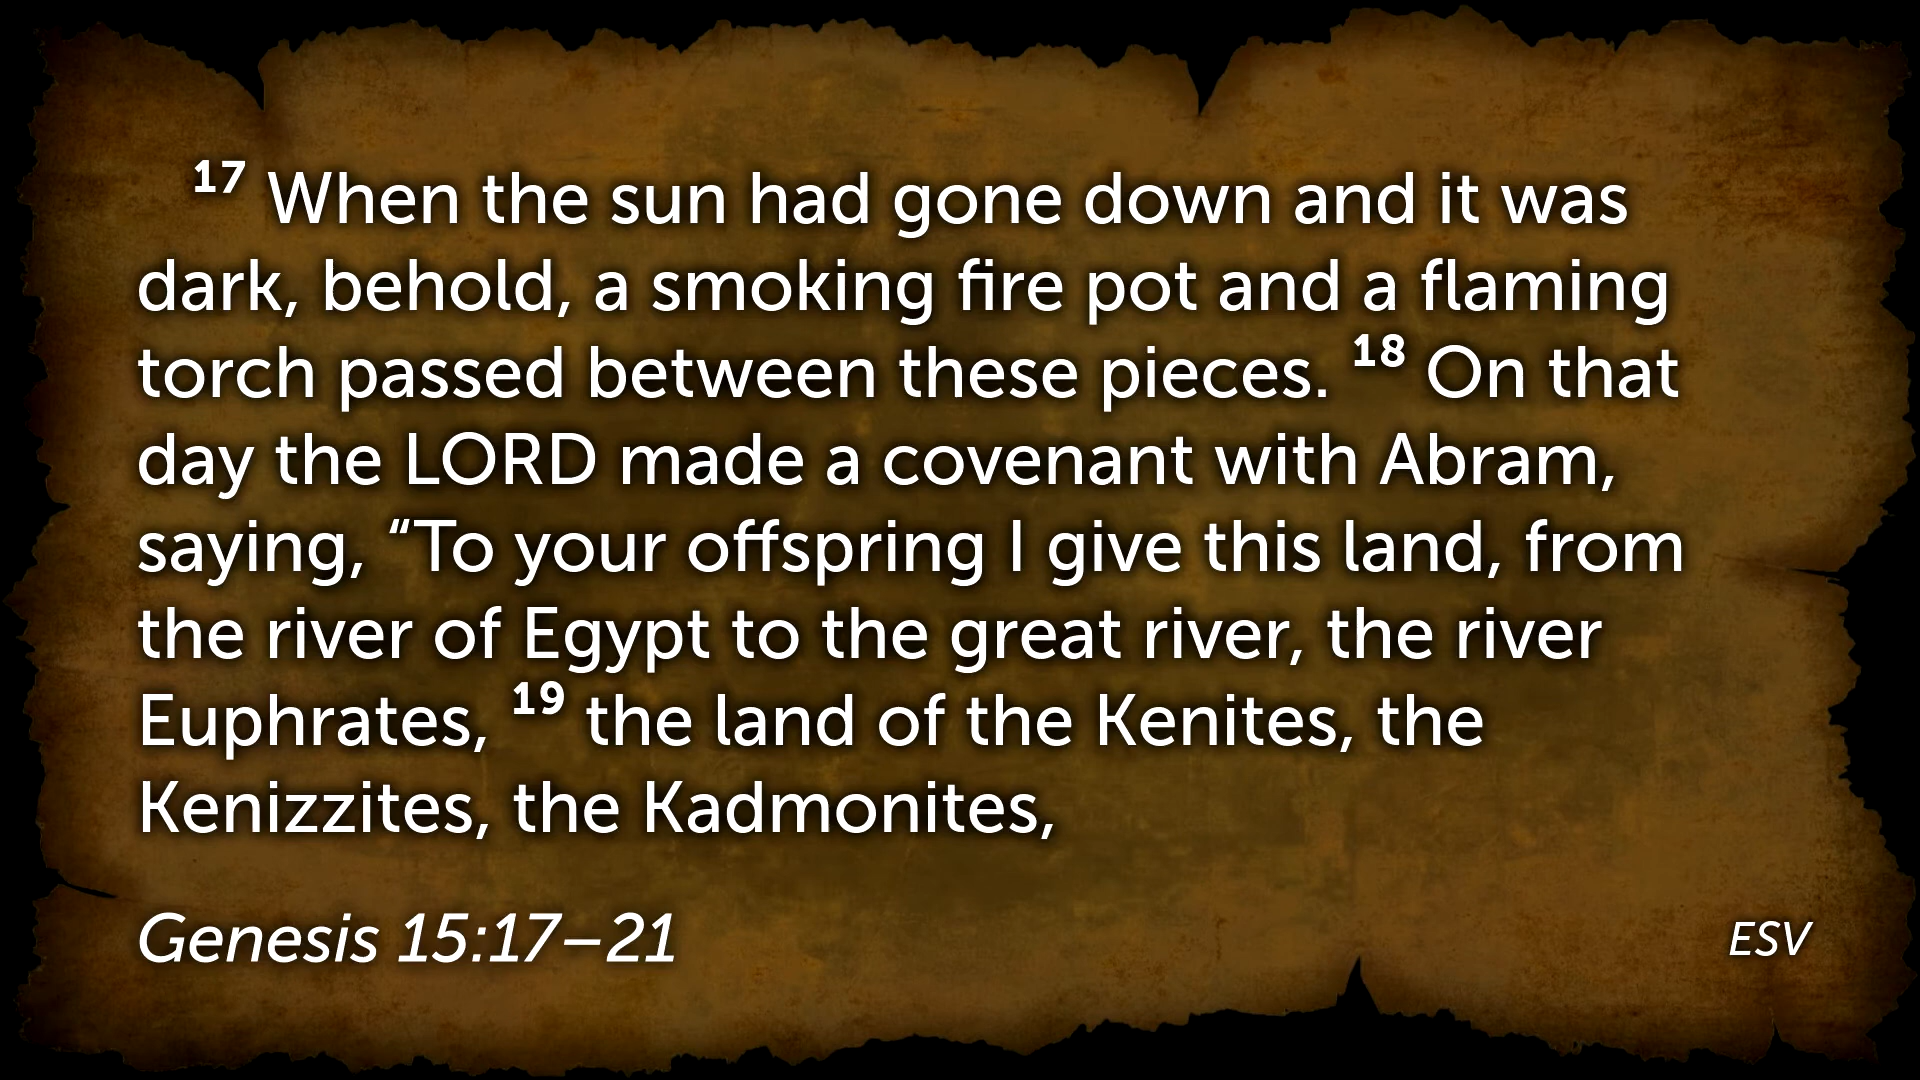 17 When the sun had gone down and it was
dark, behold, a smoking fire pot and a flaming
torch passed between these pieces. 18 On that
day the LORD made a covenant with Abram,
saying, “To your offspring I give this land, from
the river of Egypt to the great river, the river
Euphrates, 19 the land of the Kenites, the
Kenizzites, the Kadmonites,
Genesis 15:17–21
ESV